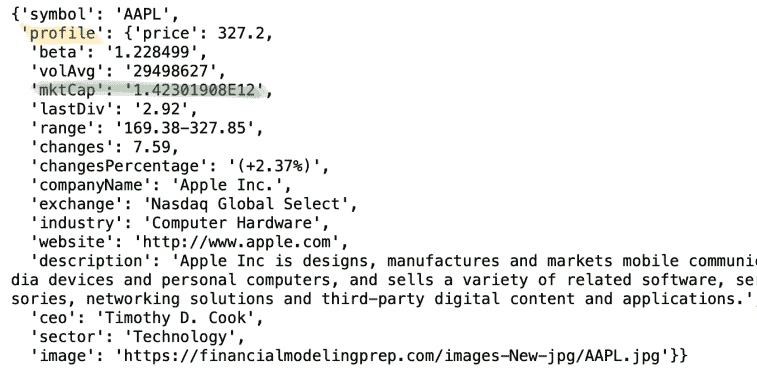 {'symbol': 'AAPL',
'profile': {'price': 327.2,
'beta': '1.228499',
'volAvg': '29498627',
'mktCap': '1.42301908E12',
'lastDiv': '2.92',
'range': '169.38-327.85',
'changes': 7.59,
'changesPercentage': '(+2.37%)',
'companyName': 'Apple Inc.',
'exchange': 'Nasdaq Global Select',
'industry': 'Computer Hardware',
'website': 'http://www.apple.com',
'description': 'Apple Inc is designs, manufactures and markets mobile communic
dia devices and personal computers, and sells a variety of related software, ser
sories, networking solutions and third-party digital content and applications.',
'ceo': 'Timothy D. Cook',
'sector': 'Technology',
'image': 'https://financialmodelingprep.com/images-New-jpg/AAPL.jpg'}}